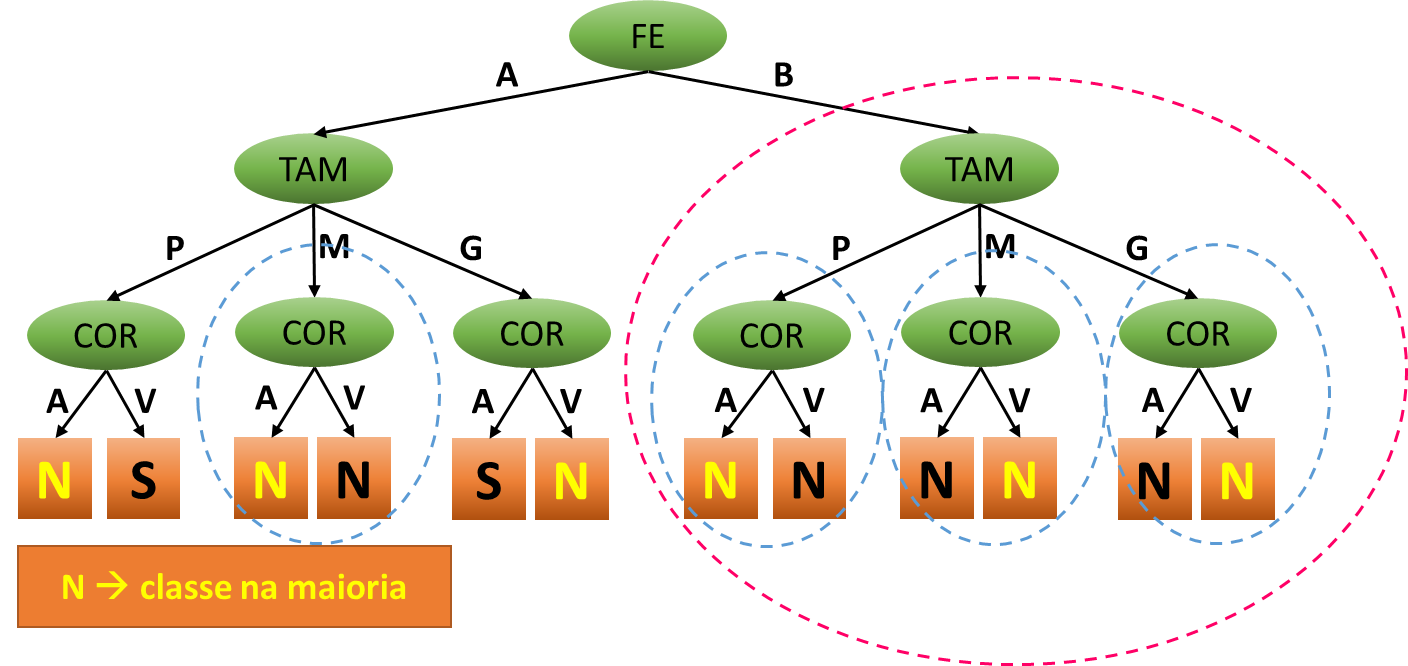 FE
A B
TAM TAM
P M G P M G
COR COR COR COR COR COR
A V A V A V A V A V A V
N S N N S N N N N N N N
N → classe na maioria